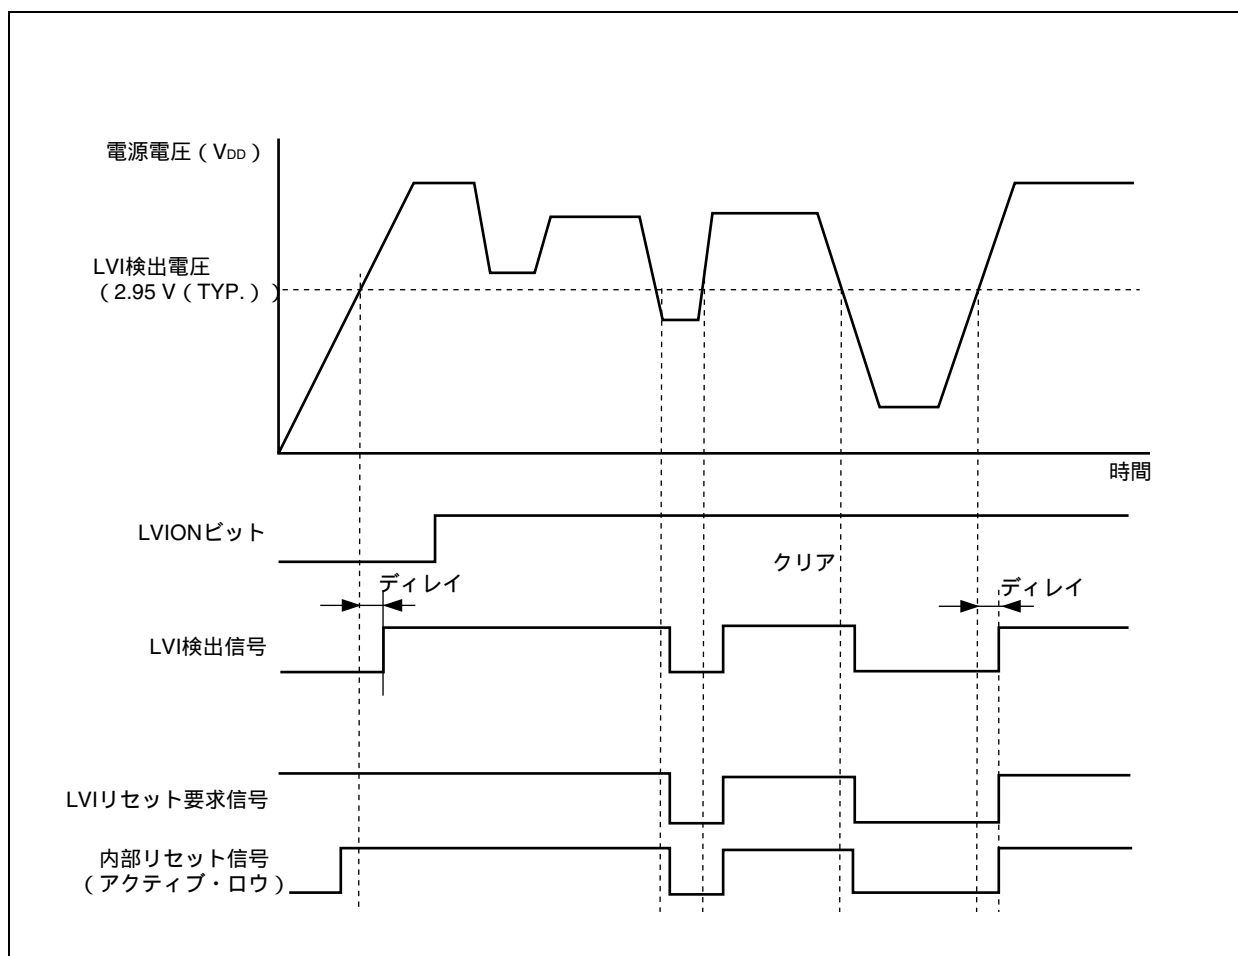 電源電圧（VDD）
LVI検出電圧
（2.95 V（TYP.））
時間
LVIONビット
クリア
ディレイ
ディレイ
LVI検出信号
LVIリセット要求信号
内部リセット信号
（アクティブ・ロウ）